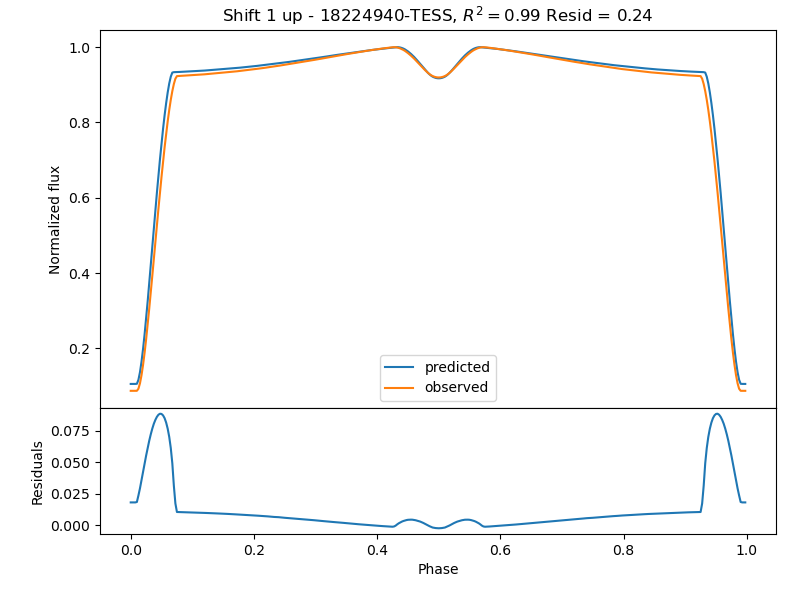 Shift 1 up - 18224940-TESS, R² = 0.99 Resid = 0.24
1.0
0.8
0.6
0.4
0.2
Normalized flux
predicted
observed
0.075
0.050
0.025
0.000
Residuals
0.0 0.2 0.4 0.6 0.8 1.0
Phase